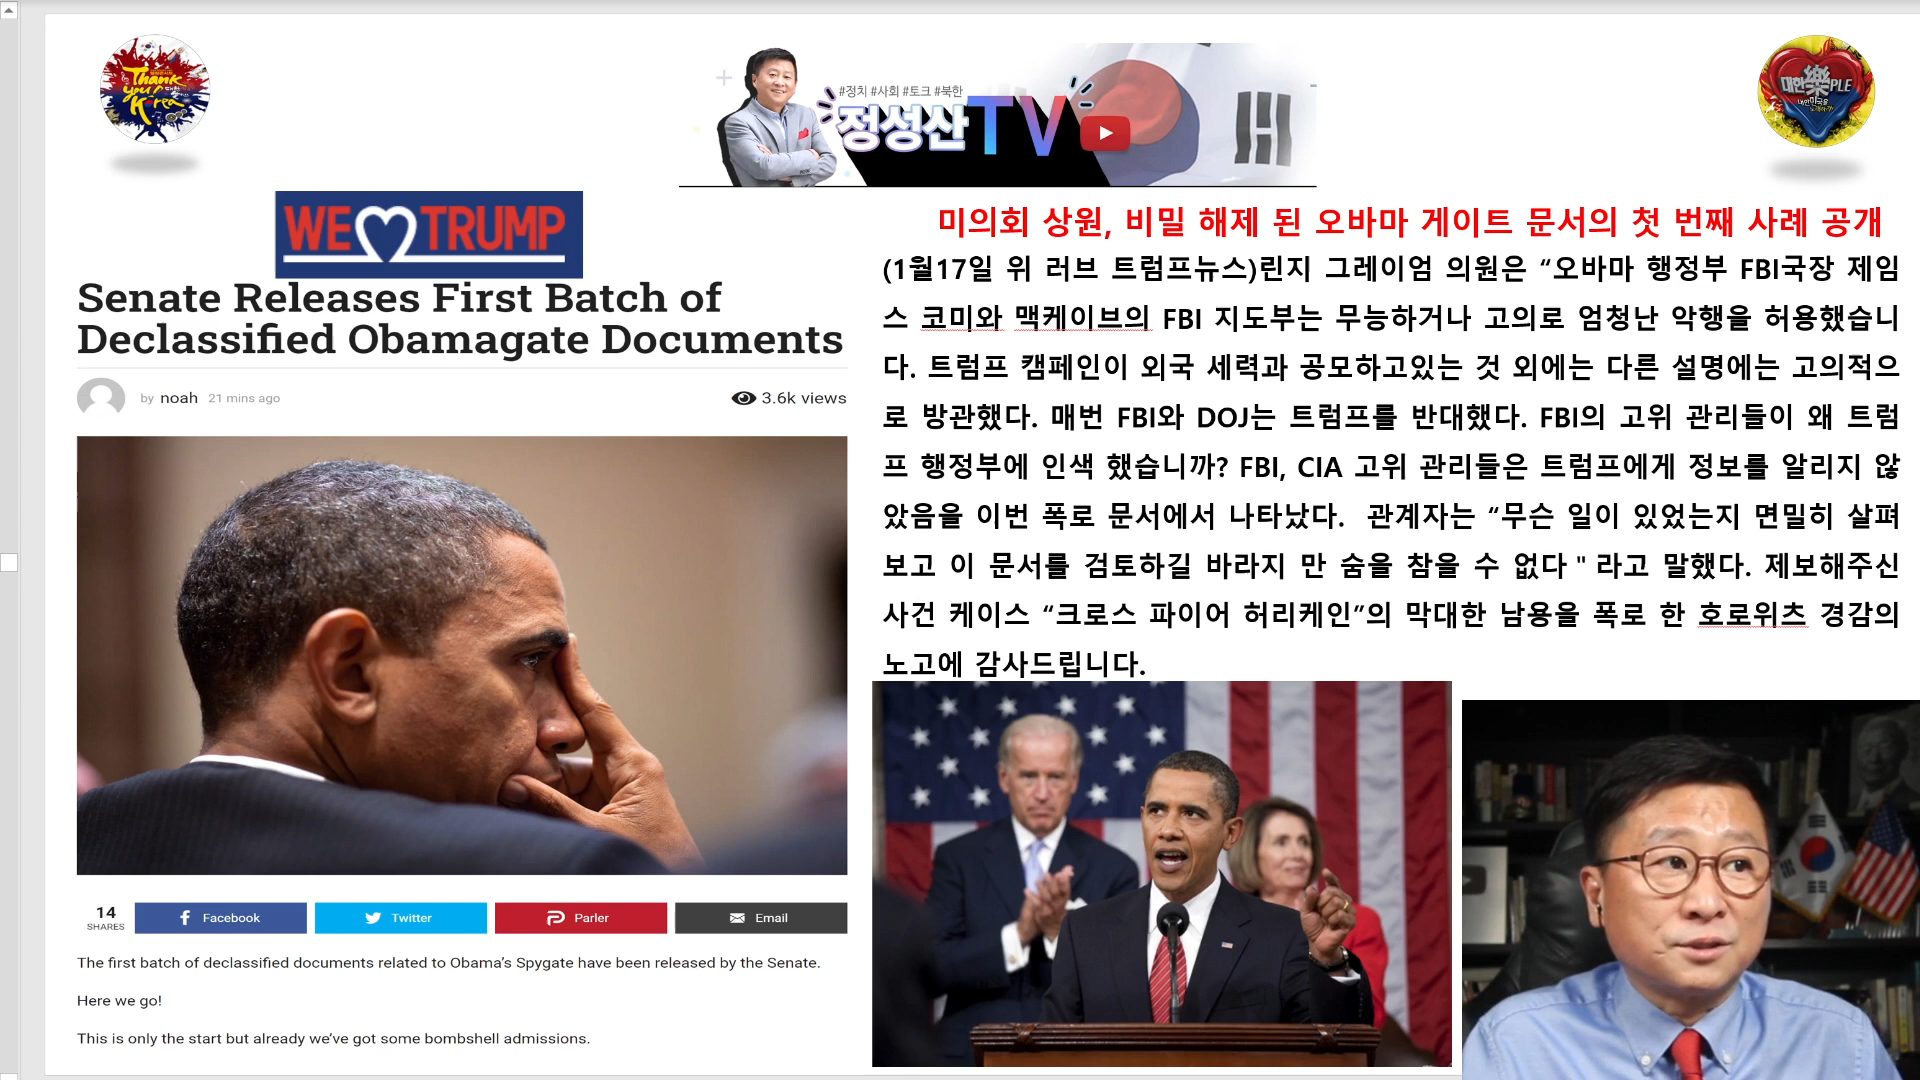 Thank
you
Korea
#정치 #사회 #토크 #북한
정성산TV
대한樂PLE
WE TRUMP
Senate Releases First Batch of
Declassified Obamagate Documents
by noah 21 mins ago
3.6k views
14
SHARES
Facebook
Twitter
Parler
Email
The first batch of declassified documents related to Obama’s Spygate have been released by the Senate.
Here we go!
This is only the start but already we’ve got some bombshell admissions.
미의회 상원, 비밀 해제 된 오바마 게이트 문서의 첫 번째 사례 공개
(1월17일 위 러브 트럼프뉴스)린지 그레이엄 의원은 “오바마 행정부 FBI국장 제임
스 코미와 맥케이브의 FBI 지도부는 무능하거나 고의로 엄청난 악행을 허용했습니
다. 트럼프 캠페인이 외국 세력과 공모하고있는 것 외에는 다른 설명에는 고의적으
로 방관했다. 매번 FBI와 DOJ는 트럼프를 반대했다. FBI의 고위 관리들이 왜 트럼
프 행정부에 인색 했습니까? FBI, CIA 고위 관리들은 트럼프에게 정보를 알리지 않
았음을 이번 폭로 문서에서 나타났다. 관계자는 “무슨 일이 있었는지 면밀히 살펴
보고 이 문서를 검토하길 바라지 만 숨을 참을 수 없다 " 라고 말했다. 제보해주신
사건 케이스 “크로스 파이어 허리케인”의 막대한 남용을 폭로 한 호로위츠 경감의
노고에 감사드립니다.